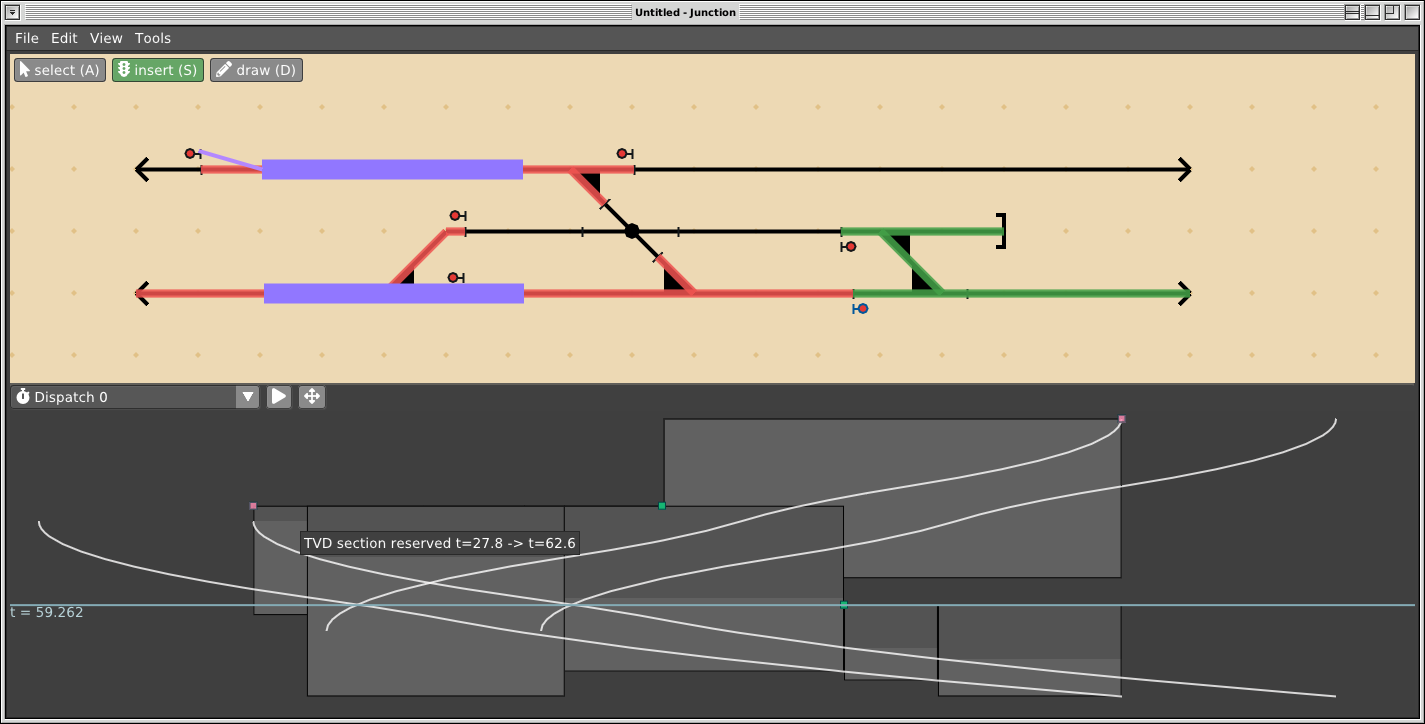 Untitled - Junction
File Edit View Tools
select (A) insert (S) draw (D)
Dispatch 0
TVD section reserved t=27.8 -> t=62.6
t = 59.262